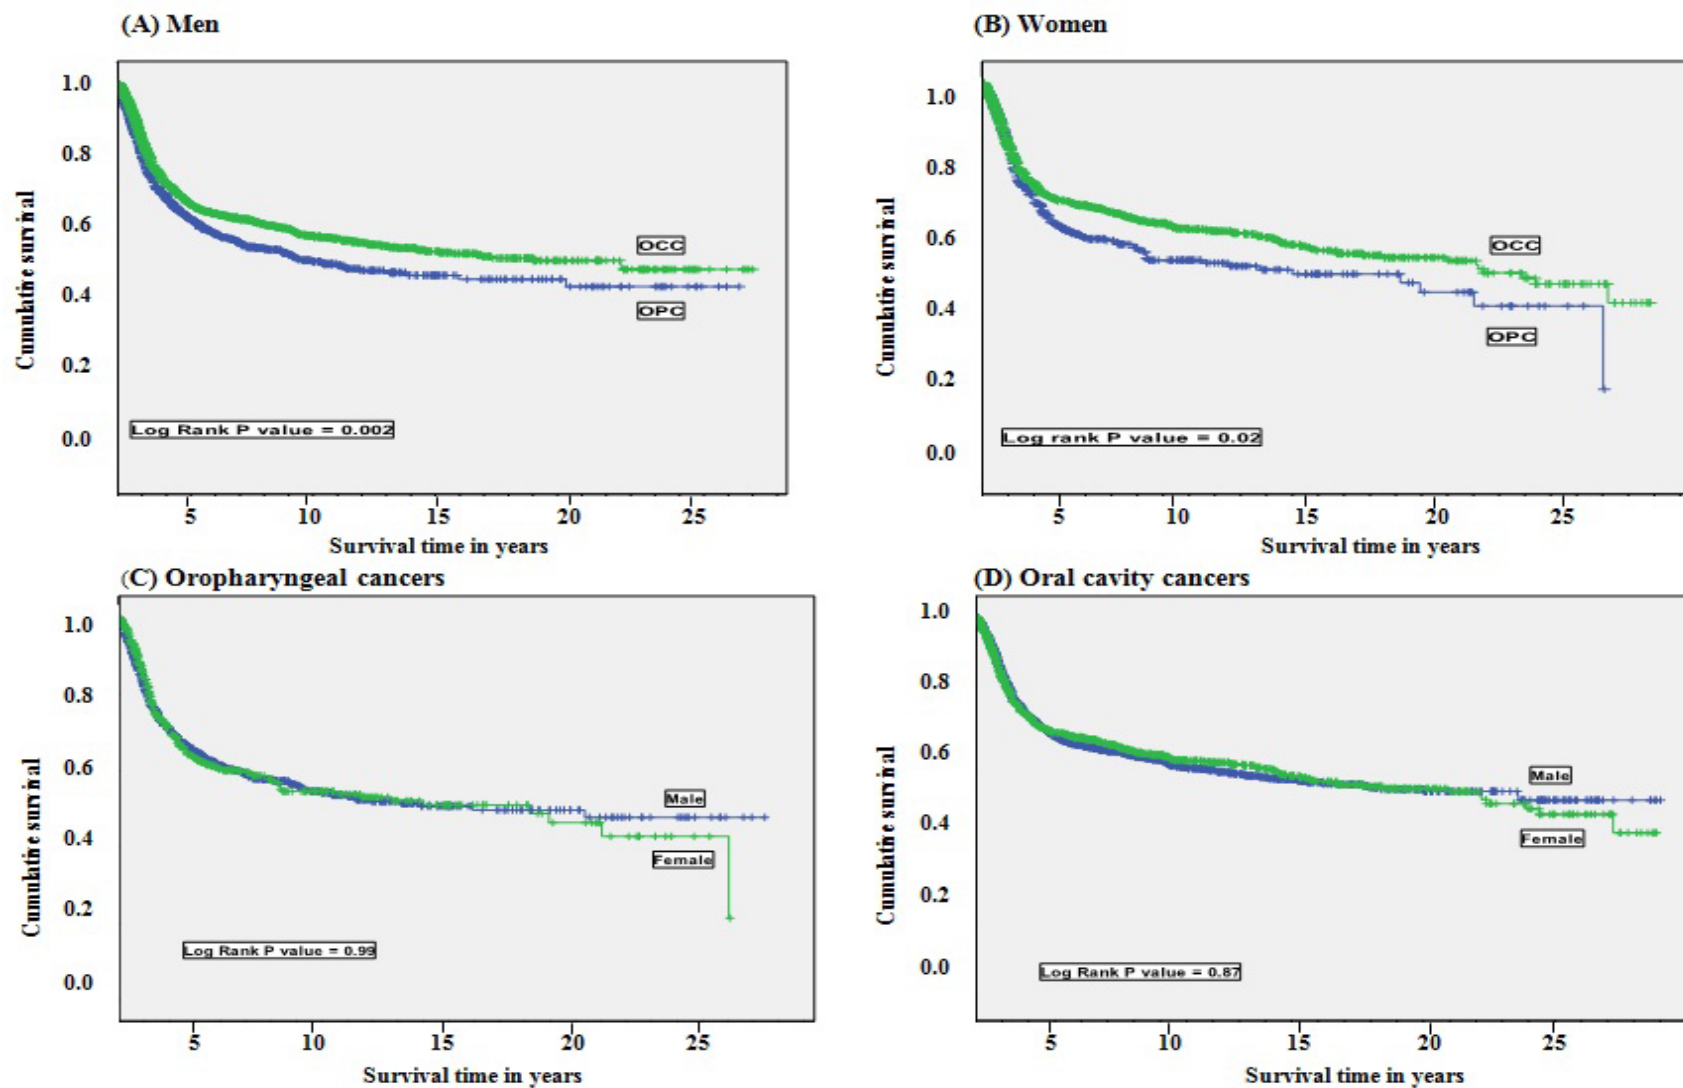 (A) Men
1.0
0.8
0.6
0.4
0.2
0.0
Cumulative survival
OCC
OPC
Log Rank P value = 0.002
5 10 15 20 25
Survival time in years
(B) Women
1.0
0.8
0.6
0.4
0.2
0.0
Cumulative survival
OCC
OPC
Log rank P value = 0.02
5 10 15 20 25
Survival time in years
(C) Oropharyngeal cancers
1.0
0.8
0.6
0.4
0.2
0.0
Cumulative survival
Male
Female
Log Rank P value = 0.99
5 10 15 20 25
Survival time in years
(D) Oral cavity cancers
1.0
0.8
0.6
0.4
0.2
0.0
Cumulative survival
Male
Female
Log Rank P value = 0.87
5 10 15 20 25
Survival time in years